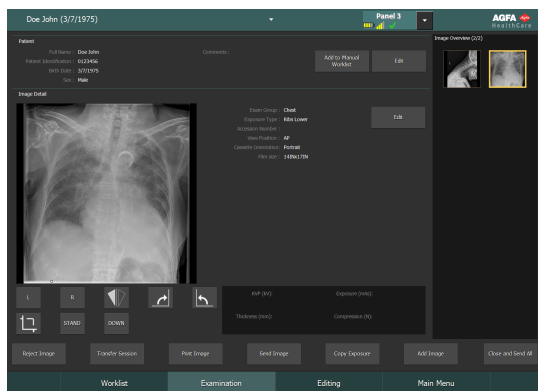 Doe John (3/7/1975)
Panel 3
AGFA
HealthCare
Patient
Full Name : Doe John
Patient Identification : 0123456
Birth Date : 3/7/1975
Sex : Male
Comments :
Add to Manual
Worklist
Edit
Image Overview (2/2)
Image Detail
Exam Group : Chest
Exposure Type : Ribs Lower
Accession Number :
View Position : AP
Cassette Orientation : Portrait
Film size : 14INx17IN
Edit
L
R
STAND
DOWN
KVP (kV):
Exposure (mAs):
Thickness (mm):
Compression (N):
Reject Image
Transfer Session
Print Image
Send Image
Copy Exposure
Add Image
Close and Send All
Worklist
Examination
Editing
Main Menu